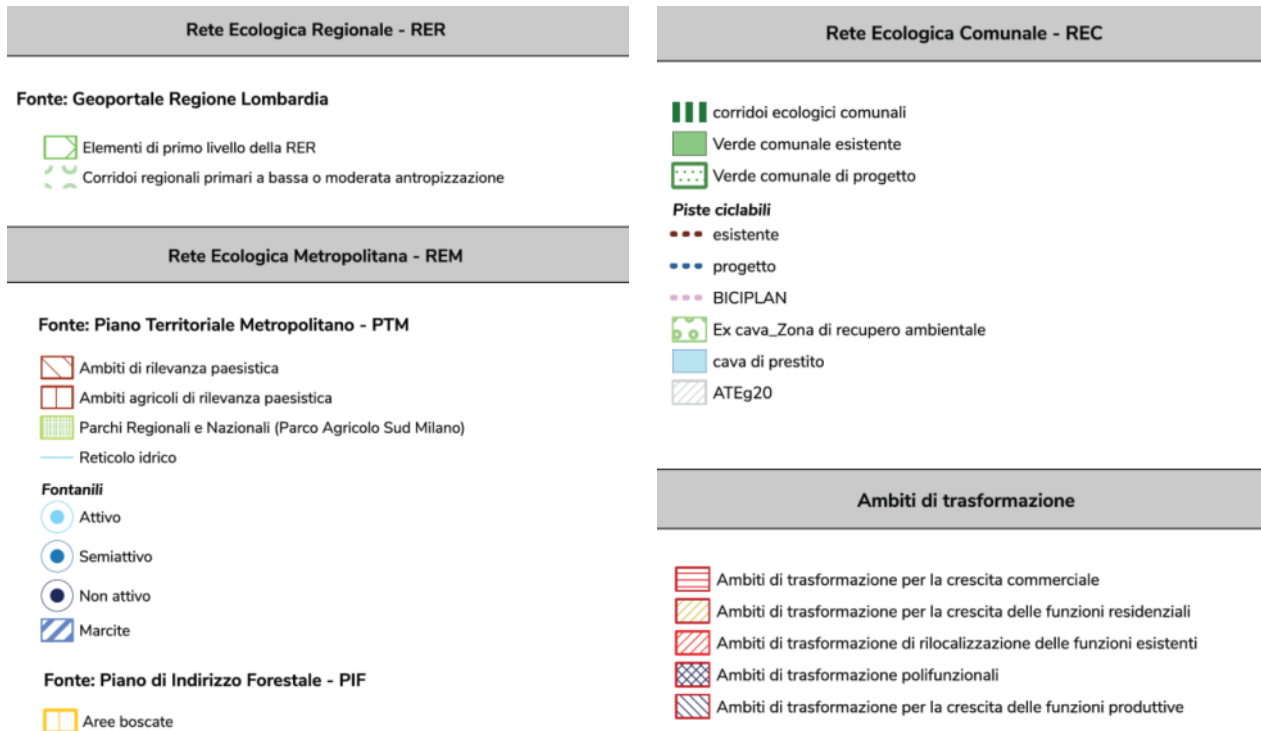 Rete Ecologica Regionale - RER
Fonte: Geoportale Regione Lombardia
Elementi di primo livello della RER
Corridoi regionali primari a bassa o moderata antropizzazione
Rete Ecologica Metropolitana - REM
Fonte: Piano Territoriale Metropolitano - PTM
Ambiti di rilevanza paesistica
Ambiti agricoli di rilevanza paesistica
Parchi Regionali e Nazionali (Parco Agricolo Sud Milano)
Reticolo idrico
Fontanili
Attivo
Semiattivo
Non attivo
Marcite
Fonte: Piano di Indirizzo Forestale - PIF
Aree boscate
Rete Ecologica Comunale - REC
corridoi ecologici comunali
Verde comunale esistente
Verde comunale di progetto
Piste ciclabili
esistente
progetto
BICIPLAN
Ex cava_Zona di recupero ambientale
cava di prestito
ATEg20
Ambiti di trasformazione
Ambiti di trasformazione per la crescita commerciale
Ambiti di trasformazione per la crescita delle funzioni residenziali
Ambiti di trasformazione di rilocalizzazione delle funzioni esistenti
Ambiti di trasformazione polifunzionali
Ambiti di trasformazione per la crescita delle funzioni produttive